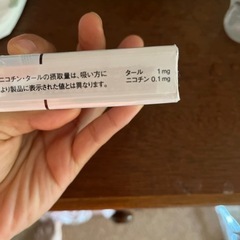 ニコチン・タールの摂取量は、吸い方に
より製品に表示された値とは異なります。
タール 1mg
ニコチン 0.1mg